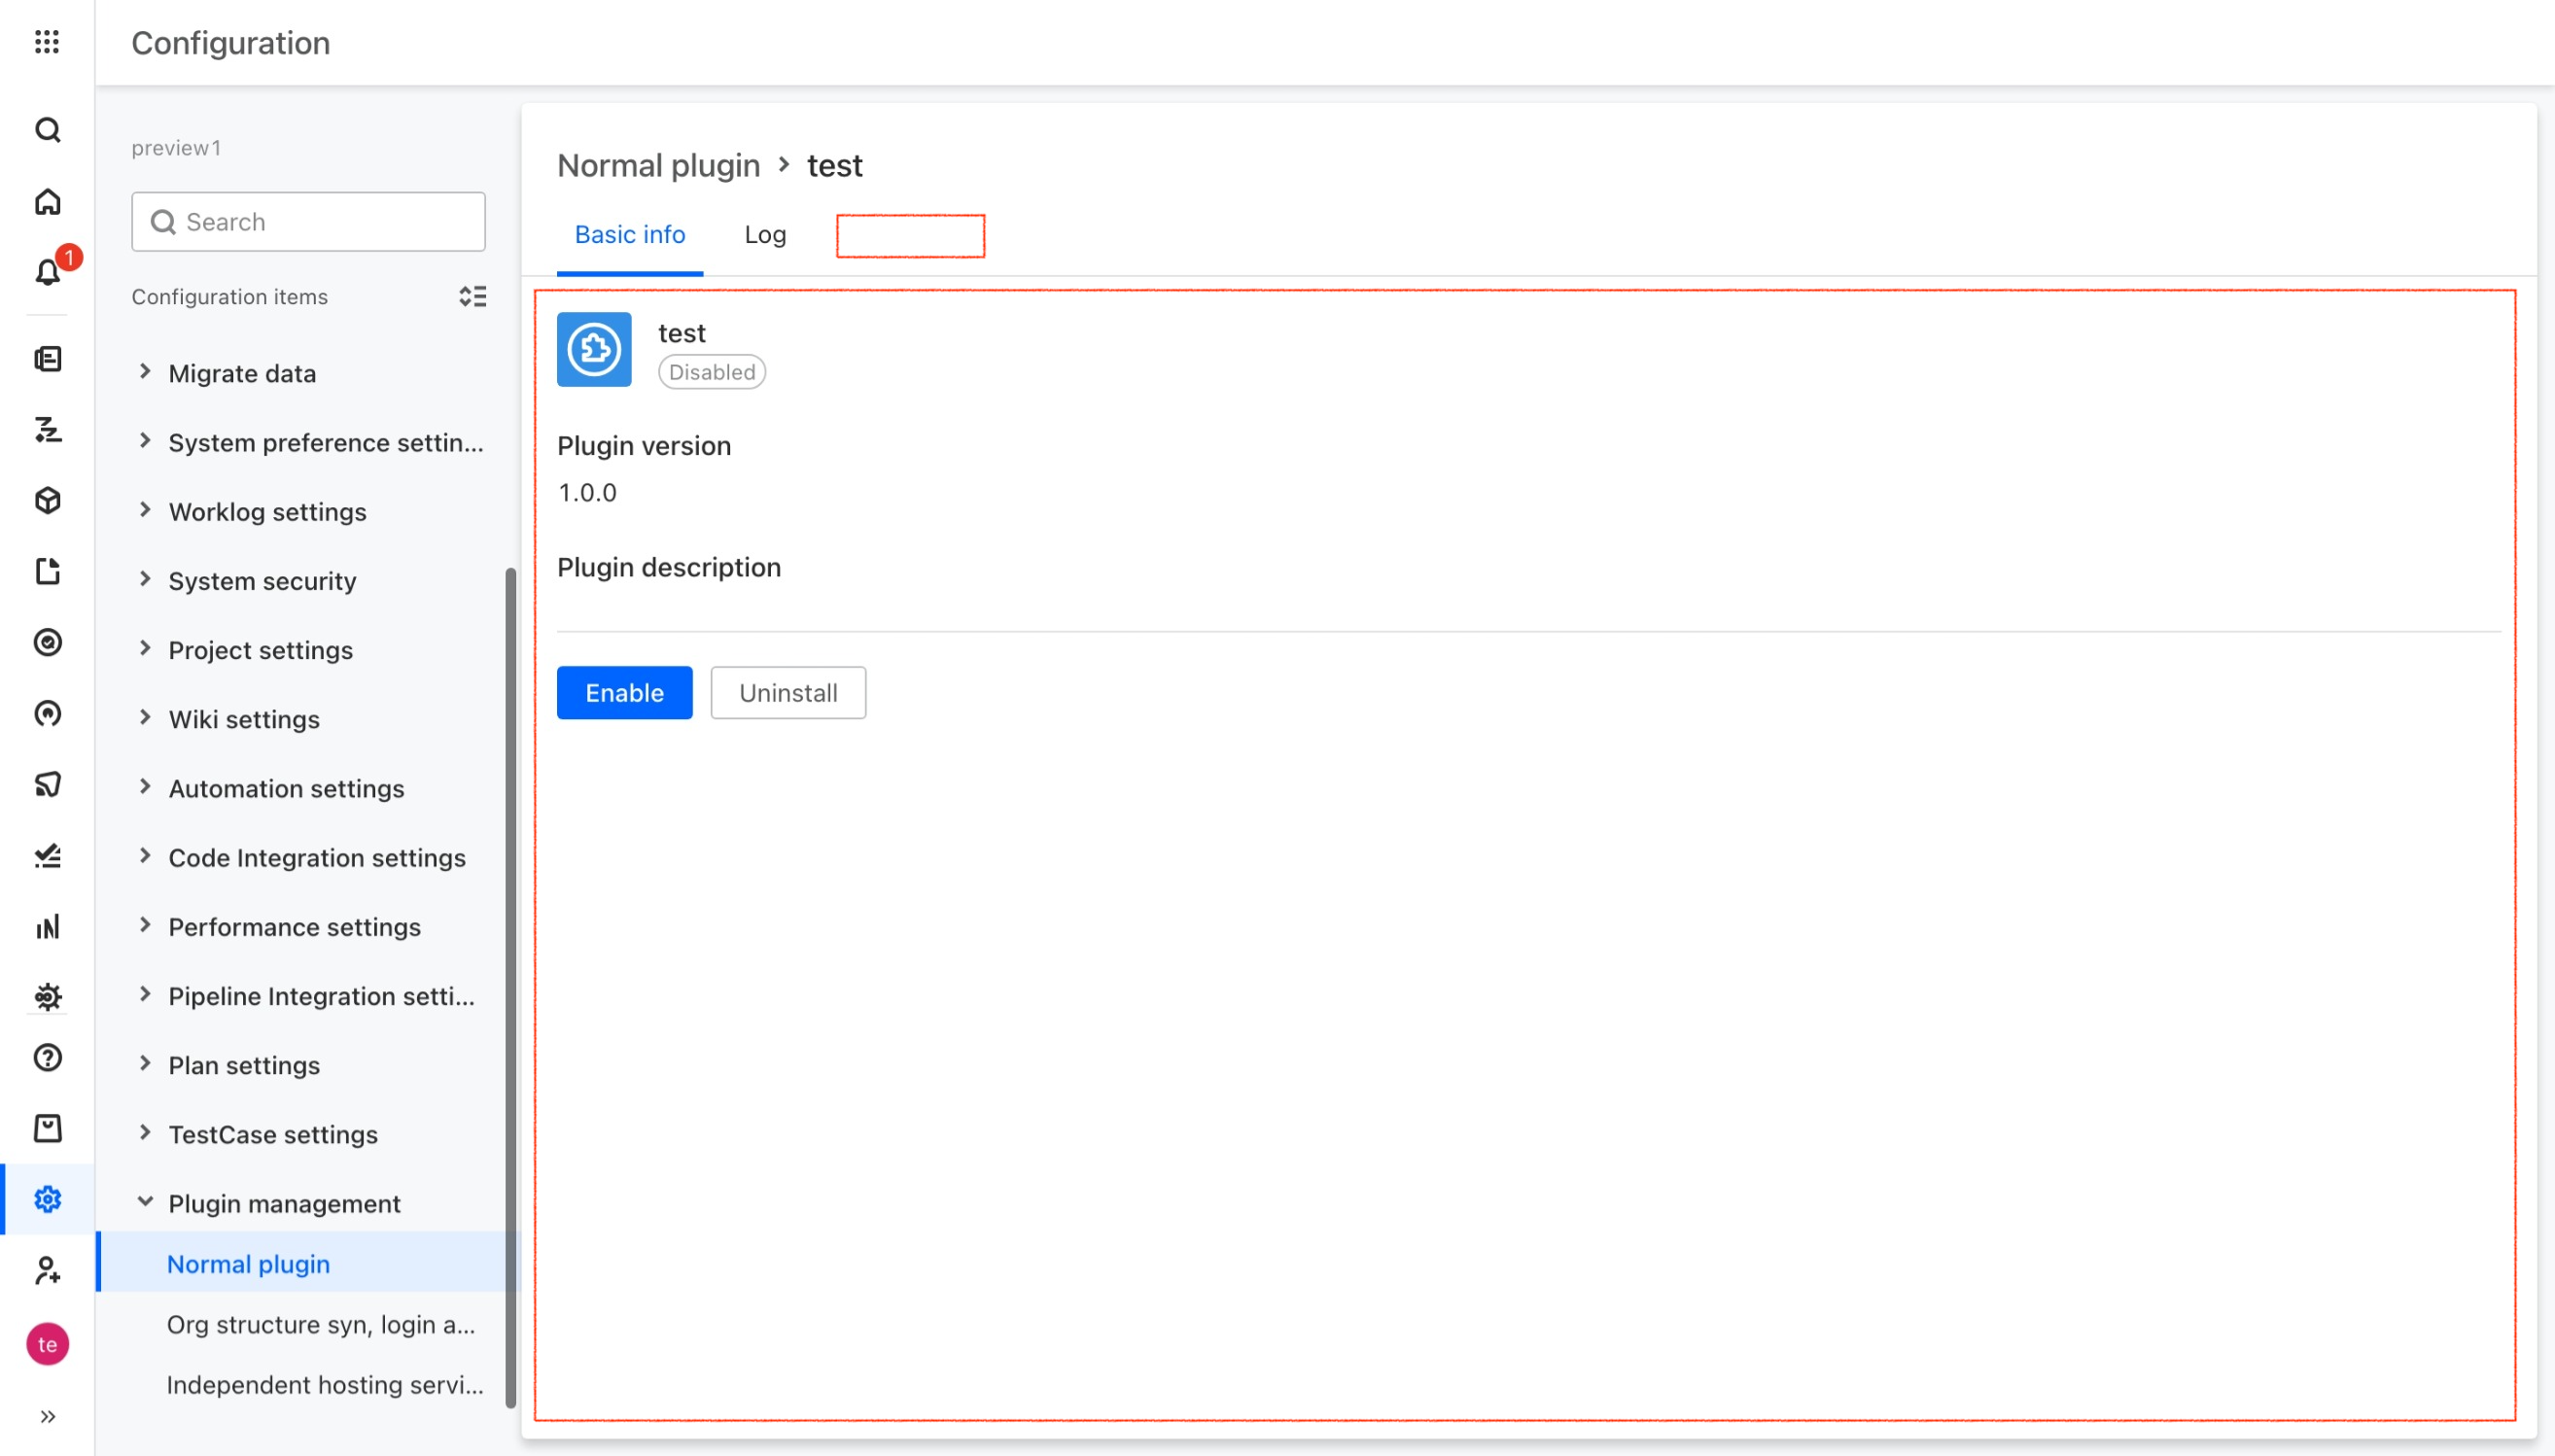 Configuration
preview1
Search
1
Configuration items
Migrate data
System preference settin...
Worklog settings
System security
Project settings
Wiki settings
Automation settings
Code Integration settings
Performance settings
Pipeline Integration setti...
Plan settings
TestCase settings
Plugin management
Normal plugin
Org structure syn, login a...
Independent hosting servi...
te
Normal plugin > test
Basic info Log
test
Disabled
Plugin version
1.0.0
Plugin description
Enable Uninstall